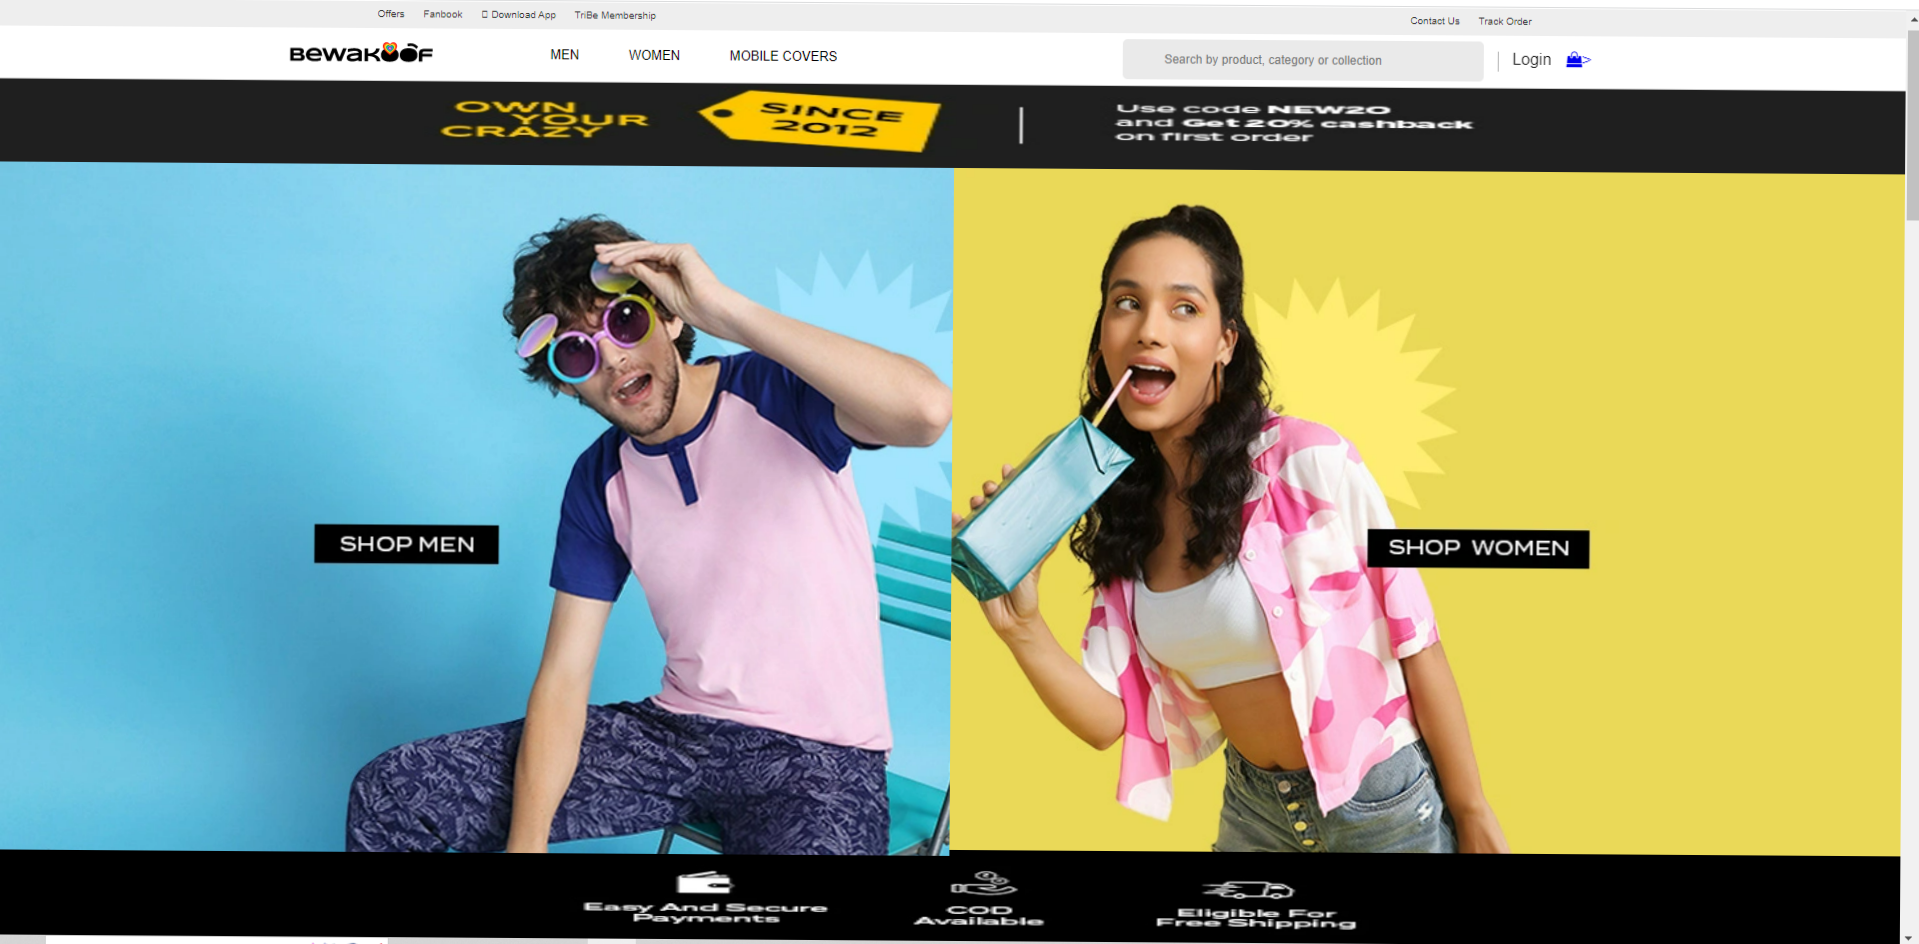 Offers Fanbook Download App TriBe Membership Contact Us Track Order
BEWAKOOF MEN WOMEN MOBILE COVERS Search by product, category or collection Login >
OWN
YOUR
CRAZY
SINCE
2012
Use code NEW20
and Get 20% cashback
on first order
SHOP MEN
SHOP WOMEN
Easy And Secure
Payments
COD
Available
Eligible For
Free Shipping